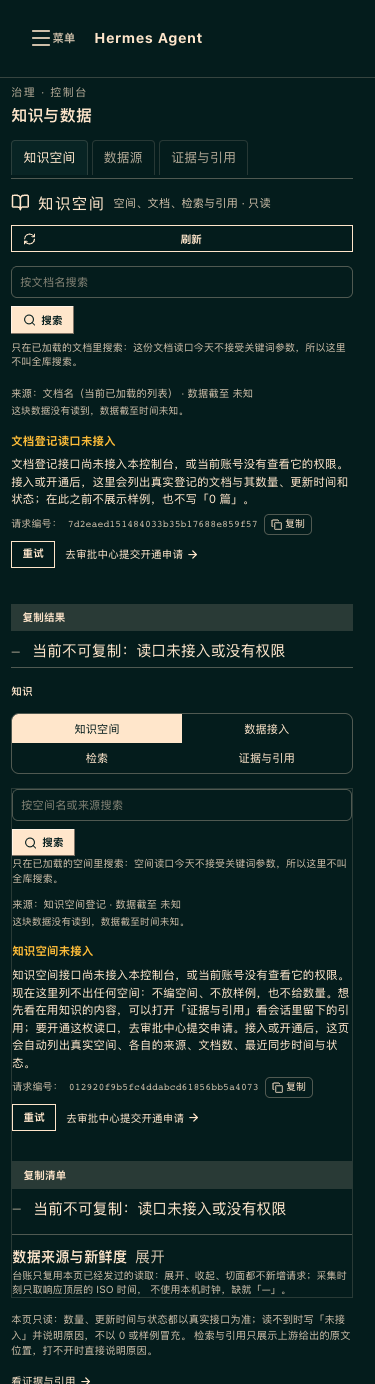 菜单 Hermes Agent
治理 · 控制台
知识与数据
知识空间 数据源 证据与引用
知识空间 空间、文档、检索与引用 · 只读
刷新
按文档名搜索
搜索
只在已加载的文档里搜索：这份文档读口今天不接受关键词参数，所以这里
不叫全库搜索。
来源：文档名（当前已加载的列表） · 数据截至 未知
这块数据没有读到，数据截至时间未知。
文档登记读口未接入
文档登记接口尚未接入本控制台，或当前账号没有查看它的权限。
接入或开通后，这里会列出真实登记的文档与其数量、更新时间和
状态；在此之前不展示样例，也不写「0 篇」。
请求编号： 7d2eaed151484033b35b17688e859f57 复制
重试 去审批中心提交开通申请 →
复制结果
— 当前不可复制：读口未接入或没有权限
知识
知识空间 数据接入
检索 证据与引用
按空间名或来源搜索
搜索
只在已加载的空间里搜索：空间读口今天不接受关键词参数，所以这里不叫
全库搜索。
来源：知识空间登记 · 数据截至 未知
这块数据没有读到，数据截至时间未知。
知识空间未接入
知识空间接口尚未接入本控制台，或当前账号没有查看它的权限。
现在这里列不出任何空间：不编空间、不放样例，也不给数量。想
先看在用知识的内容，可以打开「证据与引用」看会话里留下的引
用；要开通这枚读口，去审批中心提交申请。接入或开通后，这页
会自动列出真实空间、各自的来源、文档数、最近同步时间与状
态。
请求编号： 012920f9b5fc4ddabcd61856bb5a4073 复制
重试 去审批中心提交开通申请 →
复制清单
— 当前不可复制：读口未接入或没有权限
数据来源与新鲜度 展开
台账只复用本页已经发过的读取：展开、收起、切面都不新增请求；采集时
刻只取响应顶层的 ISO 时间， 不使用本机时钟，缺就「—」。
本页只读：数量、更新时间与状态都以真实接口为准；读不到时写「未接
入」并说明原因，不以 0 或样例冒充。 检索与引用只展示上游给出的原文
位置，打不开时直接说明原因。
看证据与引用 →